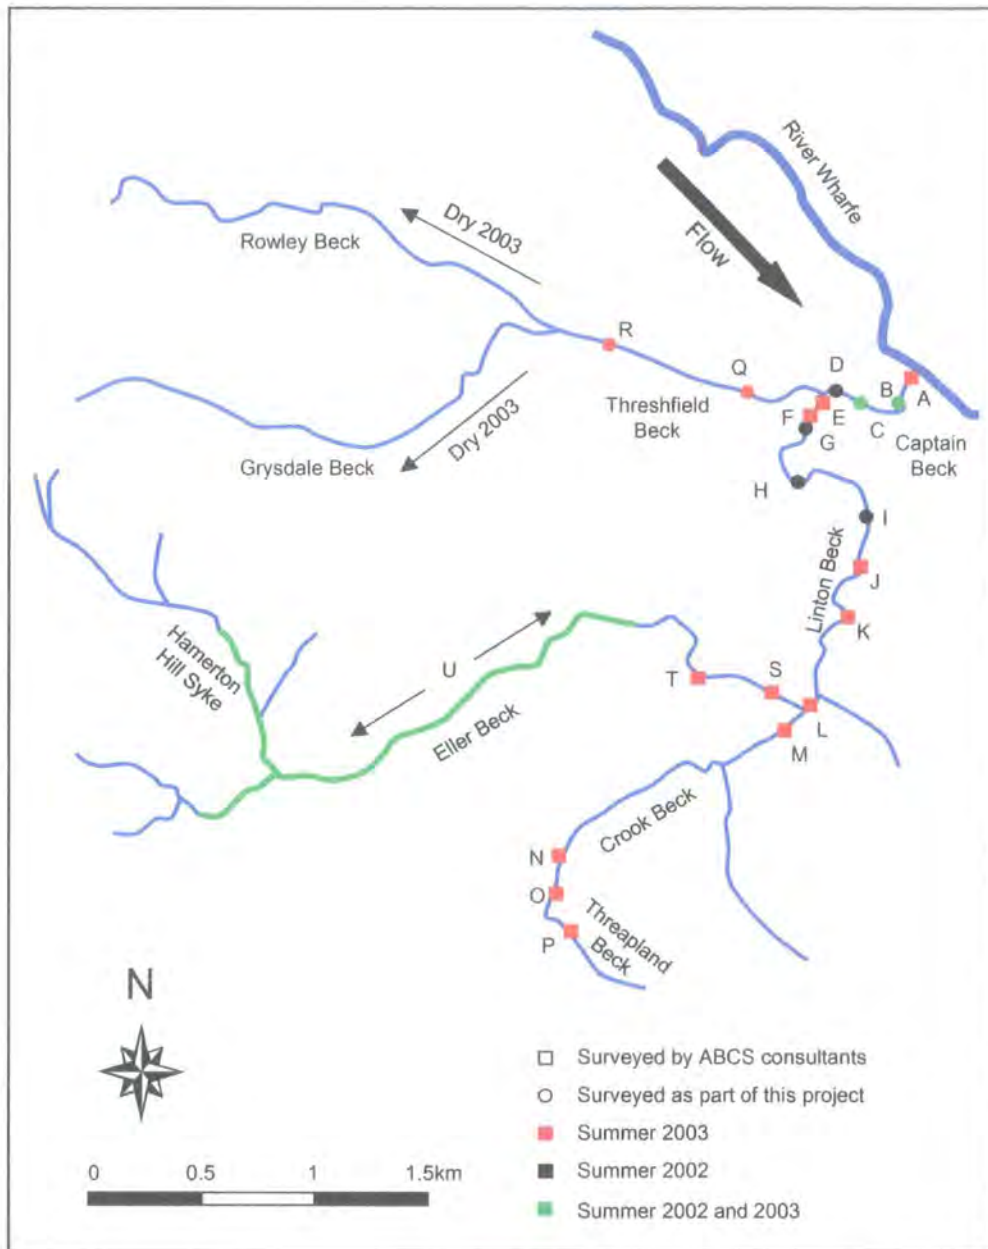 River Wharfe
Flow
Dry 2003
Rowley Beck
R
Q
D
B
A
Threshfield
Beck
F
E
G
C
Captain
Beck
Dry 2003
Grysdale Beck
H
I
Linton Beck
J
K
Hamerton
Hill Syke
U
T
S
L
Eller Beck
M
Crook Beck
N
O
P
Threapland
Beck
N
Surveyed by ABCS consultants
Surveyed as part of this project
Summer 2003
Summer 2002
Summer 2002 and 2003
0 0.5 1 1.5km